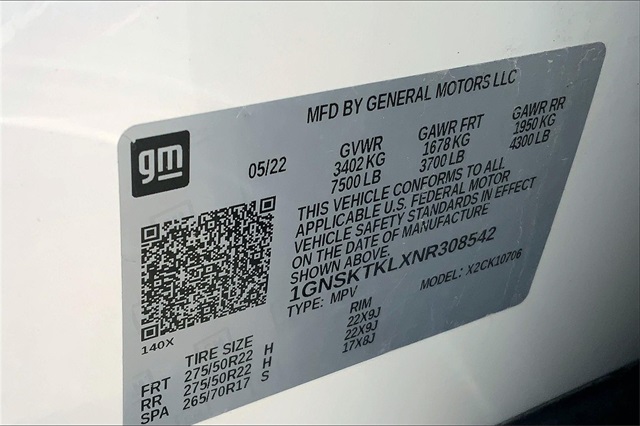 MFD BY GENERAL MOTORS LLC
gm
05/22
GVWR GAWR FRT GAWR RR
3402 KG 1678 KG 1950 KG
7500 LB 3700 LB 4300 LB
THIS VEHICLE CONFORMS TO ALL
APPLICABLE U.S. FEDERAL MOTOR
VEHICLE SAFETY STANDARDS IN EFFECT
ON THE DATE OF MANUFACTURE
SHOWN ABOVE.
1GNSKTKLXNR308542
TYPE: MPV MODEL: X2CK10706
140X
TIRE SIZE RIM
FRT 275/50R22 H 22X9J
RR 275/50R22 H 22X9J
SPA 265/70R17 S 17X8J